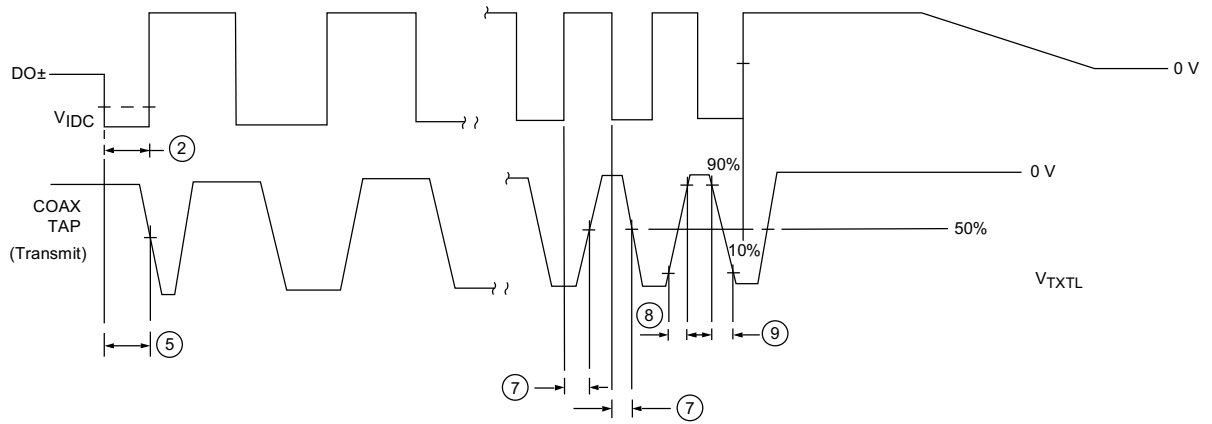 DO±
0 V
VIDC
2
90%
0 V
COAX
TAP
(Transmit)
50%
10%
VTXTL
8
9
5
7
7